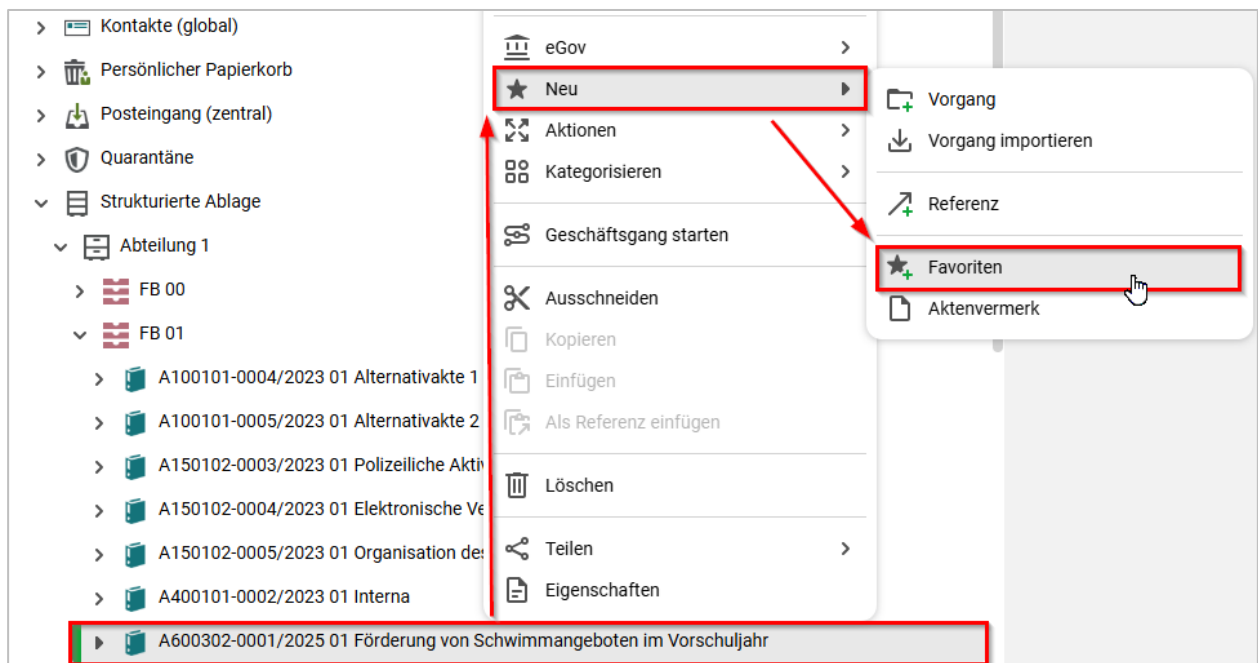 Kontakte (global)
Persönlicher Papierkorb
Posteingang (zentral)
Quarantäne
Strukturierte Ablage
Abteilung 1
FB 00
FB 01
A100101-0004/2023 01 Alternativakte 1
A100101-0005/2023 01 Alternativakte 2
A150102-0003/2023 01 Polizeiliche Akti
A150102-0004/2023 01 Elektronische Ve
A150102-0005/2023 01 Organisation des
A400101-0002/2023 01 Interna
A600302-0001/2025 01 Förderung von Schwimmangeboten im Vorschuljahr
eGov
Neu
Aktionen
Kategorisieren
Geschäftsgang starten
Ausschneiden
Kopieren
Einfügen
Als Referenz einfügen
Löschen
Teilen
Eigenschaften
Vorgang
Vorgang importieren
Referenz
Favoriten
Aktenvermerk